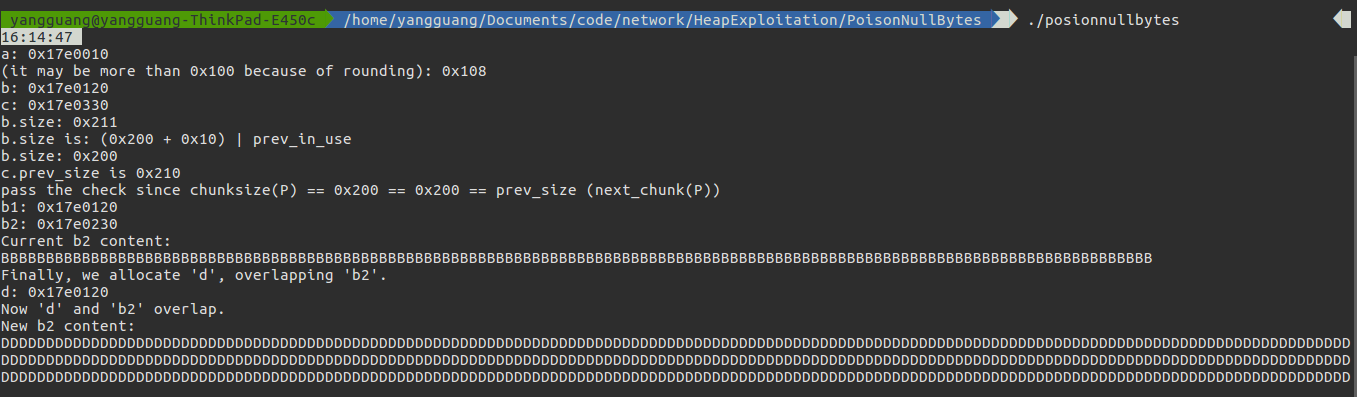 yangguang@yangguang-ThinkPad-E450c /home/yangguang/Documents/code/network/HeapExploitation/PoisonNullBytes ./posionnullbytes
16:14:47
a: 0x17e0010
(it may be more than 0x100 because of rounding): 0x108
b: 0x17e0120
c: 0x17e0330
b.size: 0x211
b.size is: (0x200 + 0x10) | prev_in_use
b.size: 0x200
c.prev_size is 0x210
pass the check since chunksize(P) == 0x200 == 0x200 == prev_size (next_chunk(P))
b1: 0x17e0120
b2: 0x17e0230
Current b2 content:
BBBBBBBBBBBBBBBBBBBBBBBBBBBBBBBBBBBBBBBBBBBBBBBBBBBBBBBBBBBBBBBBBBBBBBBBBBBBBBBBBBBBBBBBBBBBBBBBBBBBBBBBBBBBBBBBBBBBBBBBBBBBBBBB
Finally, we allocate 'd', overlapping 'b2'.
d: 0x17e0120
Now 'd' and 'b2' overlap.
New b2 content:
DDDDDDDDDDDDDDDDDDDDDDDDDDDDDDDDDDDDDDDDDDDDDDDDDDDDDDDDDDDDDDDDDDDDDDDDDDDDDDDDDDDDDDDDDDDDDDDDDDDDDDDDDDDDDDDDDDDDDDDDDDDDDDDDDDDDDDDDDDDDDDDDDDDDDD
DDDDDDDDDDDDDDDDDDDDDDDDDDDDDDDDDDDDDDDDDDDDDDDDDDDDDDDDDDDDDDDDDDDDDDDDDDDDDDDDDDDDDDDDDDDDDDDDDDDDDDDDDDDDDDDDDDDDDDDDDDDDDDDDDDDDDDDDDDDDDDDDDDDDDD
DDDDDDDDDDDDDDDDDDDDDDDDDDDDDDDDDDDDDDDDDDDDDDDDDDDDDDDDDDDDDDDDDDDDDDDDDDDDDDDDDDDDDDDDDDDDDDDDDDDDDDDDDDDDDDDDDDDDDDDDDDDDDDDDDDDDDDDDDDDDDDDDDDDDDD